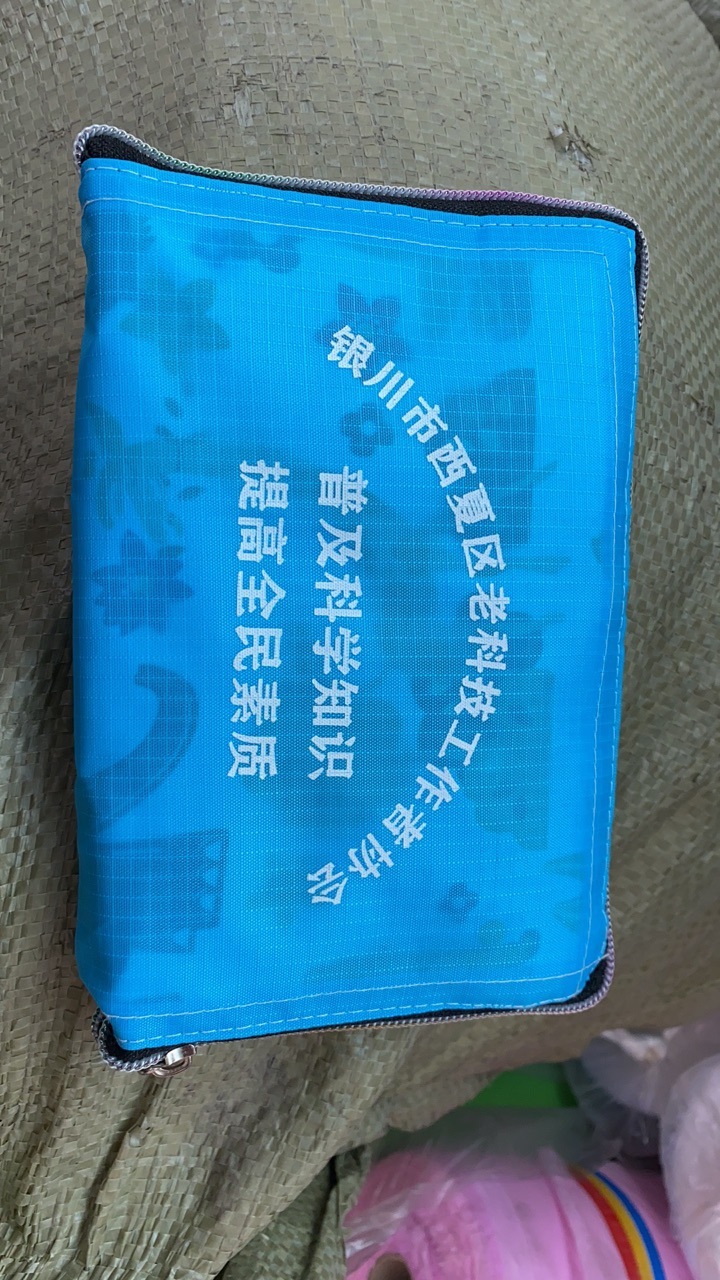 银川市西夏区老科技工作者协会
普及科学知识
提高全民素质